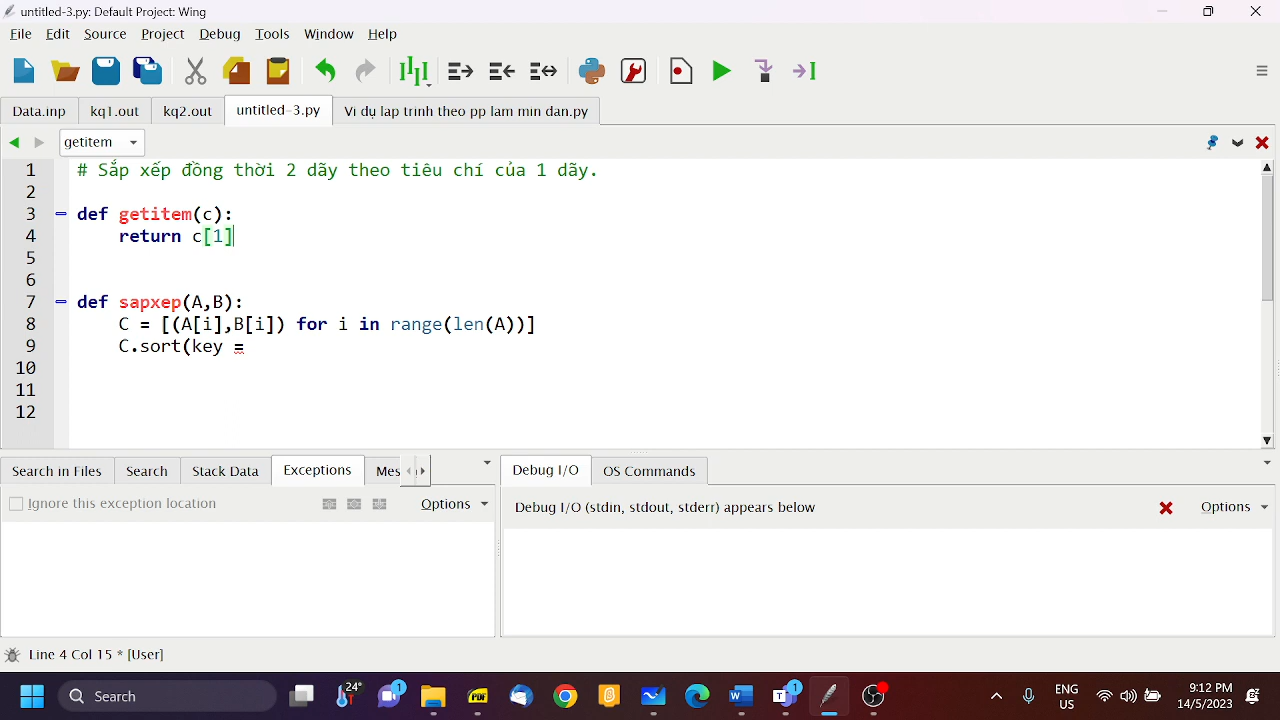 untitled-3.py: Default Project: Wing
File Edit Source Project Debug Tools Window Help
Data.inp kq1.out kq2.out untitled-3.py Vi dụ lap trinh theo pp lam min dan.py
getitem
1 # Sắp xếp đồng thời 2 dãy theo tiêu chí của 1 dãy.
2
3 def getitem(c):
4 return c[1]
5
6
7 def sapxep(A,B):
8 C = [(A[i],B[i]) for i in range(len(A))]
9 C.sort(key =
10
11
12
Search in Files Search Stack Data Exceptions Debug I/O OS Commands
Ignore this exception location Options Debug I/O (stdin, stdout, stderr) appears below Options
Line 4 Col 15 * [User]
Search 24° 1 PDF 1 ENG US 9:12 PM 14/5/2023